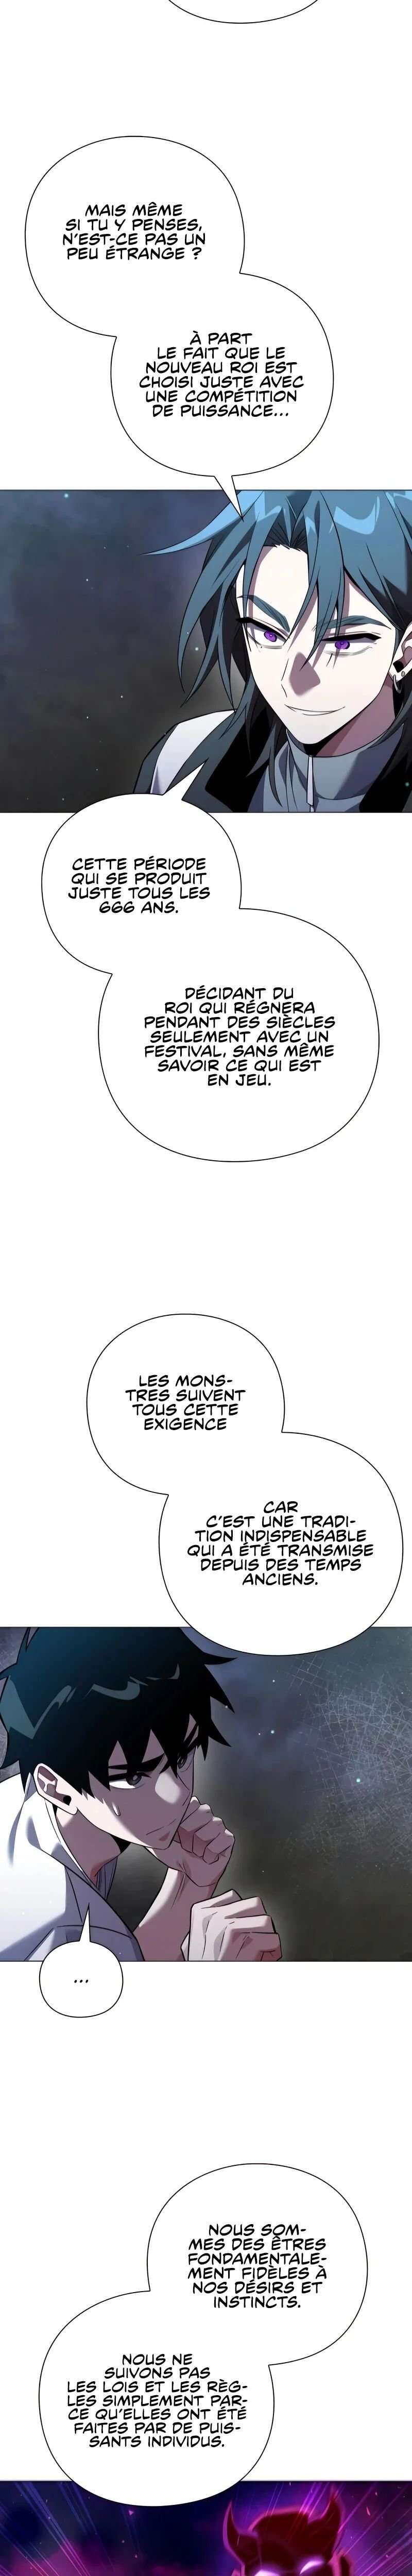 MAIS MÊME
SI TU Y PENSES,
N'EST-CE PAS UN
PEU ÉTRANGE ?
À PART
LE FAIT QUE LE
NOUVEAU ROI EST
CHOISI JUSTE AVEC
UNE COMPÉTITION
DE PUISSANCE...
CETTE PÉRIODE
QUI SE PRODUIT
JUSTE TOUS LES
666 ANS.
DÉCIDANT DU
ROI QUI RÉGNERA
PENDANT DES SIÈCLES
SEULEMENT AVEC UN
FESTIVAL, SANS MÊME
SAVOIR CE QUI EST
EN JEU.
LES MONS-
TRES SUIVENT
TOUS CETTE
EXIGENCE
CAR
C'EST UNE TRADI-
TION INDISPENSABLE
QUI A ÉTÉ TRANSMISE
DEPUIS DES TEMPS
ANCIENS.
...
NOUS SOM-
MES DES ÊTRES
FONDAMENTALE-
MENT FIDÈLES À
NOS DÉSIRS ET
INSTINCTS.
NOUS NE
SUIVONS PAS
LES LOIS ET LES RÈG-
LES SIMPLEMENT PAR-
CE QU'ELLES ONT ÉTÉ
FAITES PAR DE PUIS-
SANTS INDIVIDUS.